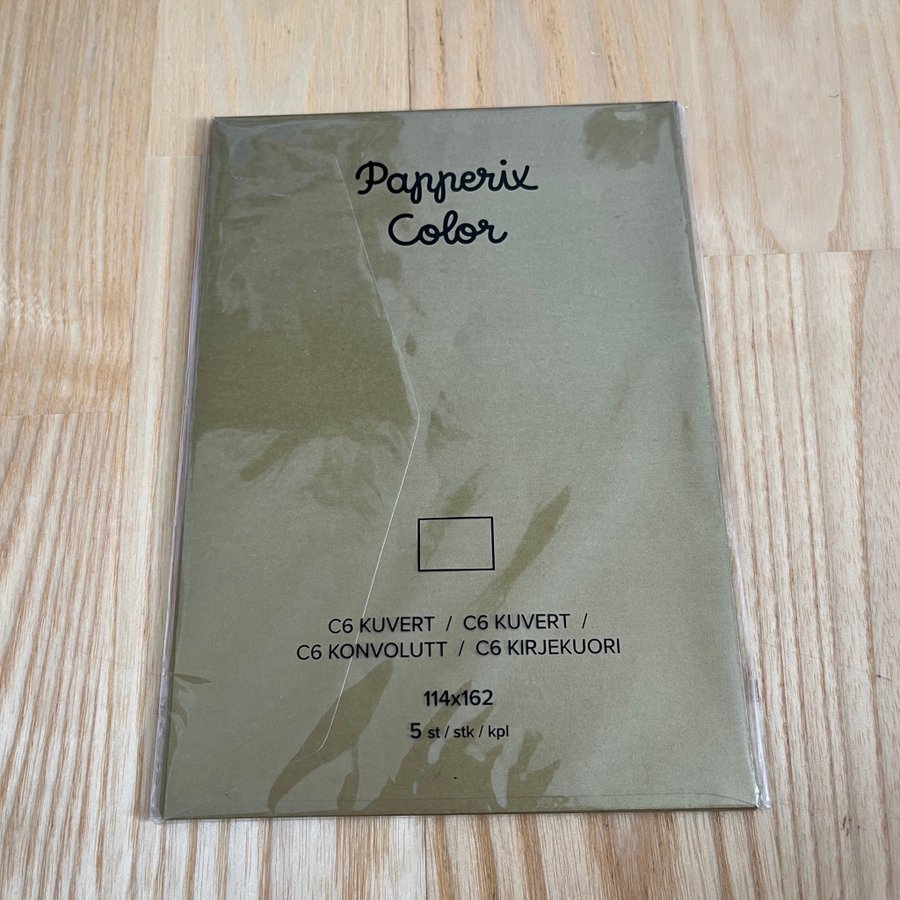 Papperix
Color
C6 KUVERT / C6 KUVERT /
C6 KONVOLUTT / C6 KIRJEKUORI
114x162
5 st / stk / kpl